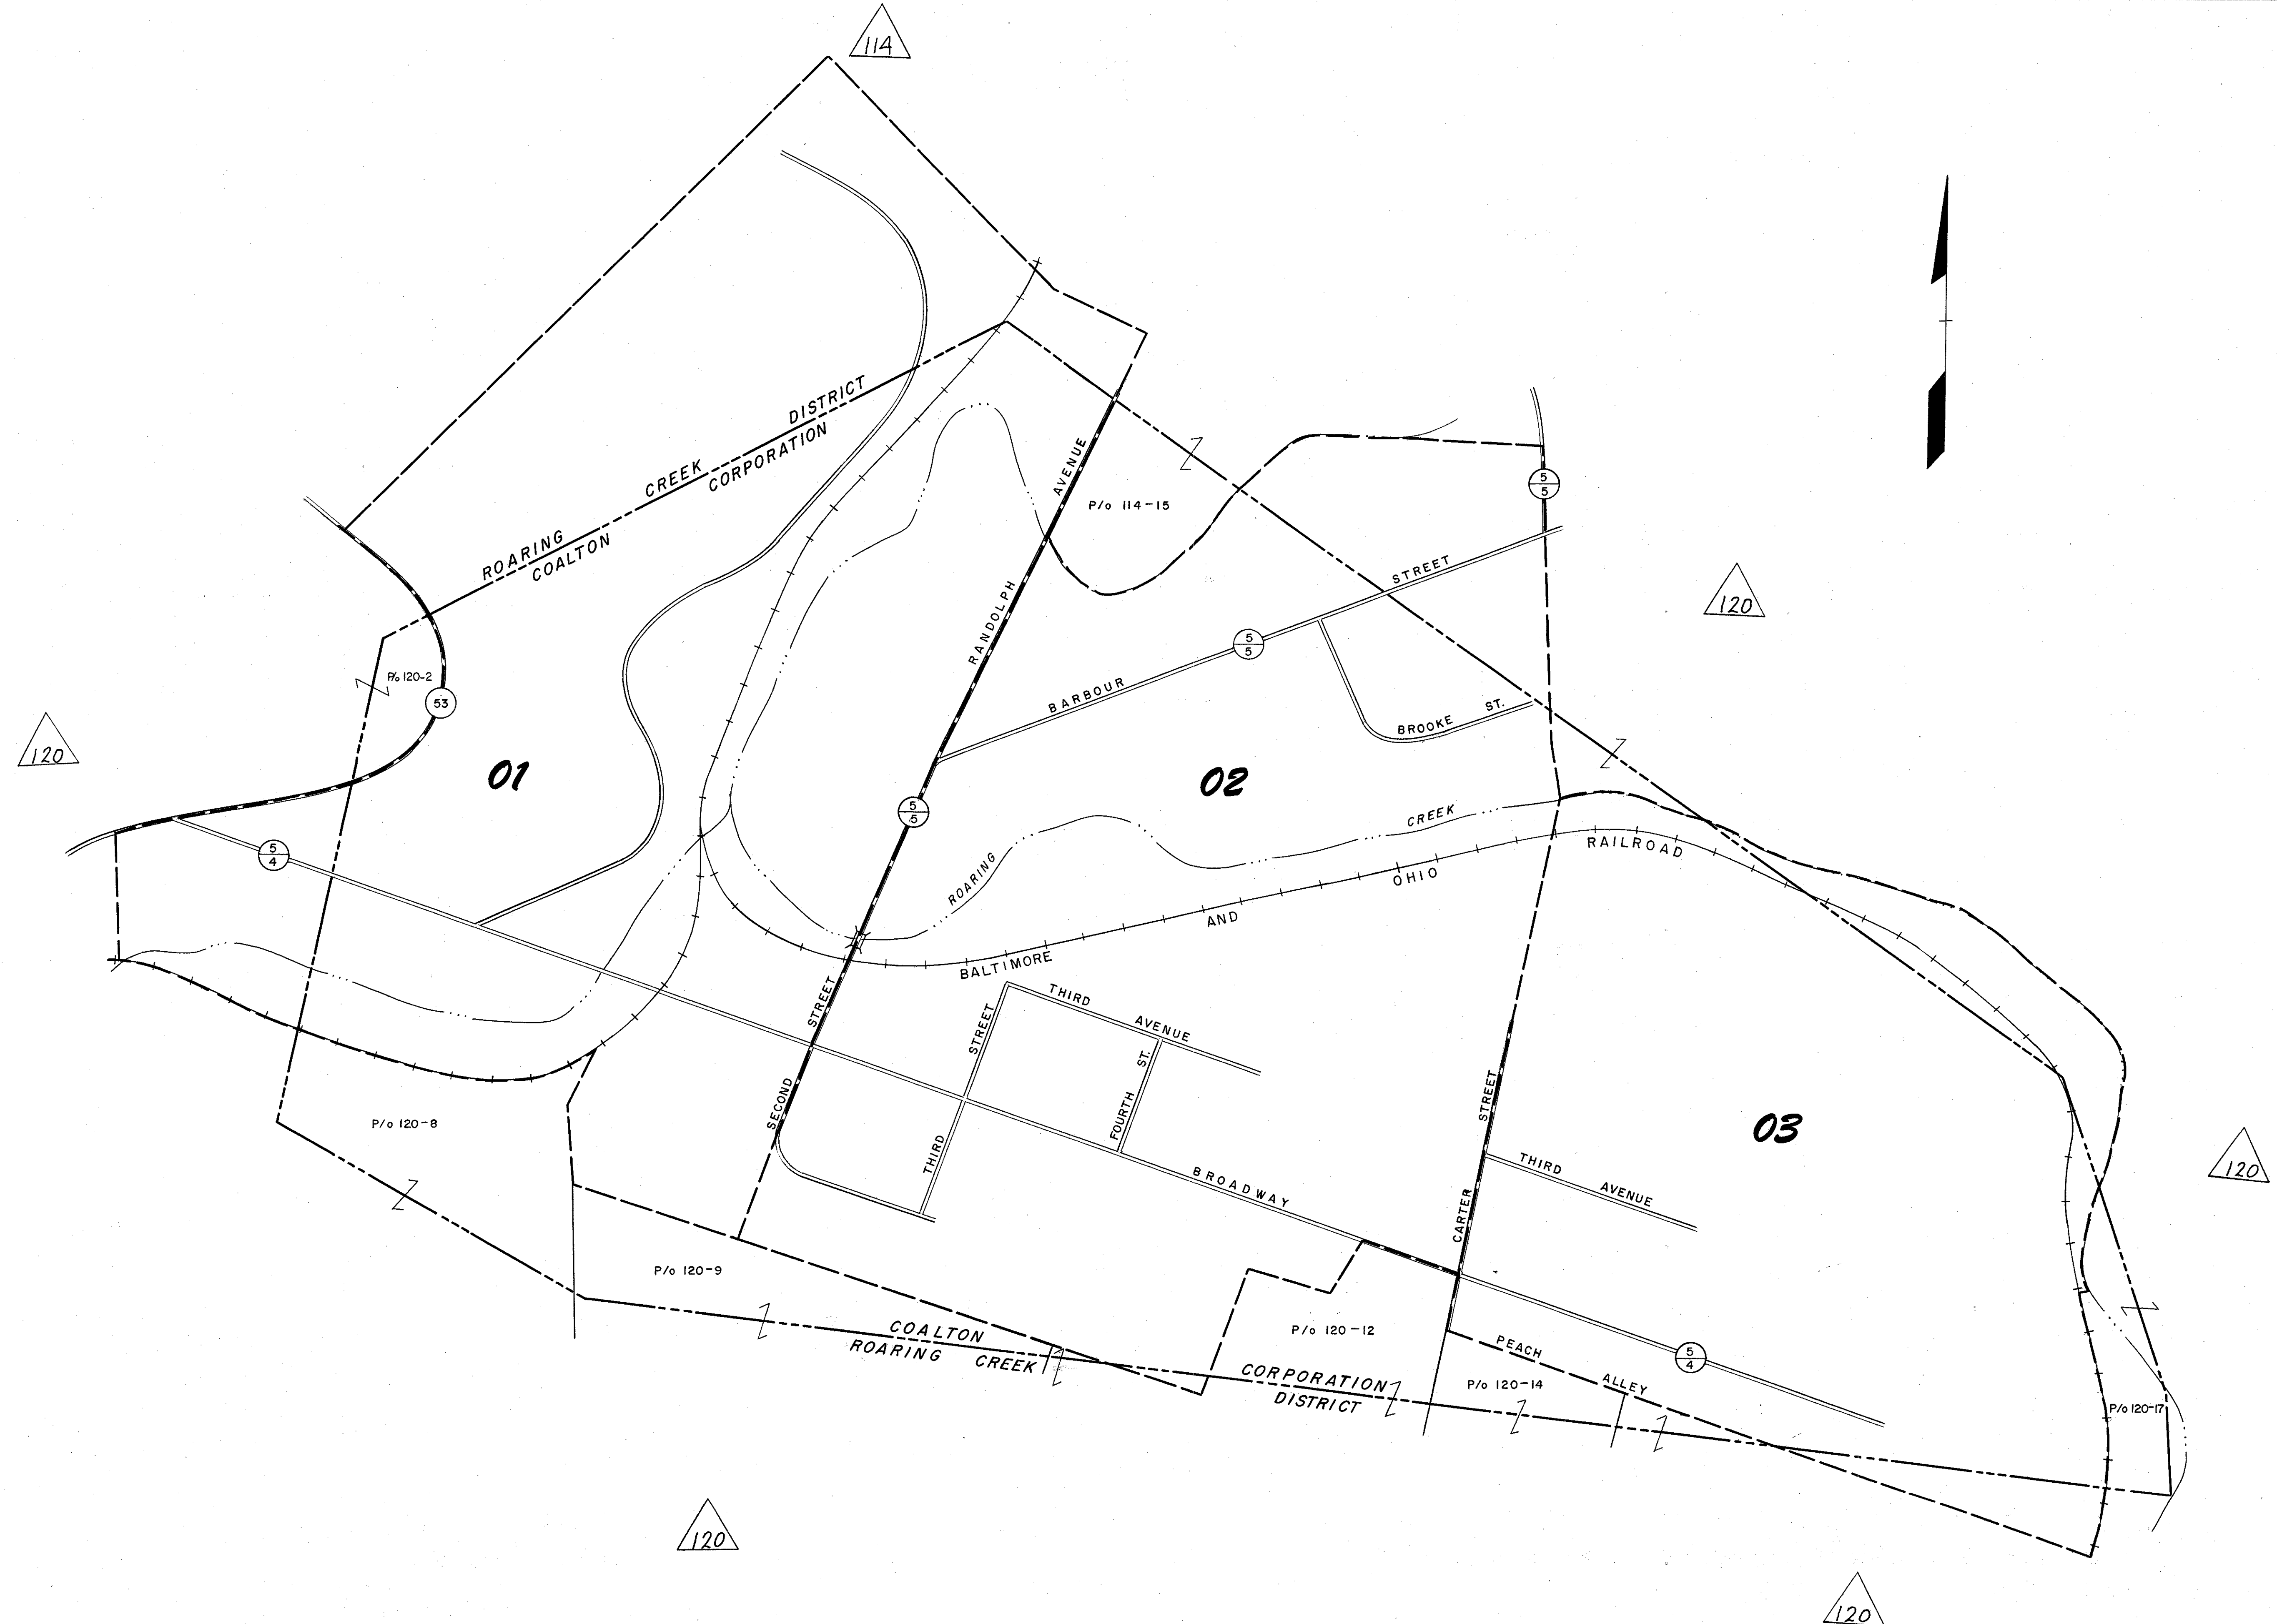 114
ROARING CREEK DISTRICT
COALTON CORPORATION
RANDOLPH AVENUE
P/o 114-15
5
5
BARBOUR STREET
5
5
BROOKE ST.
120
P/o 120-2
53
120
01
02
5
5
5
4
ROARING CREEK
BALTIMORE AND OHIO RAILROAD
SECOND STREET
THIRD STREET
THIRD AVENUE
FOURTH ST.
BROADWAY
CARTER STREET
THIRD AVENUE
03
120
P/o 120-8
P/o 120-9
P/o 120-12
PEACH ALLEY
5
4
P/o 120-14
P/o 120-17
COALTON CORPORATION
ROARING CREEK DISTRICT
120
120